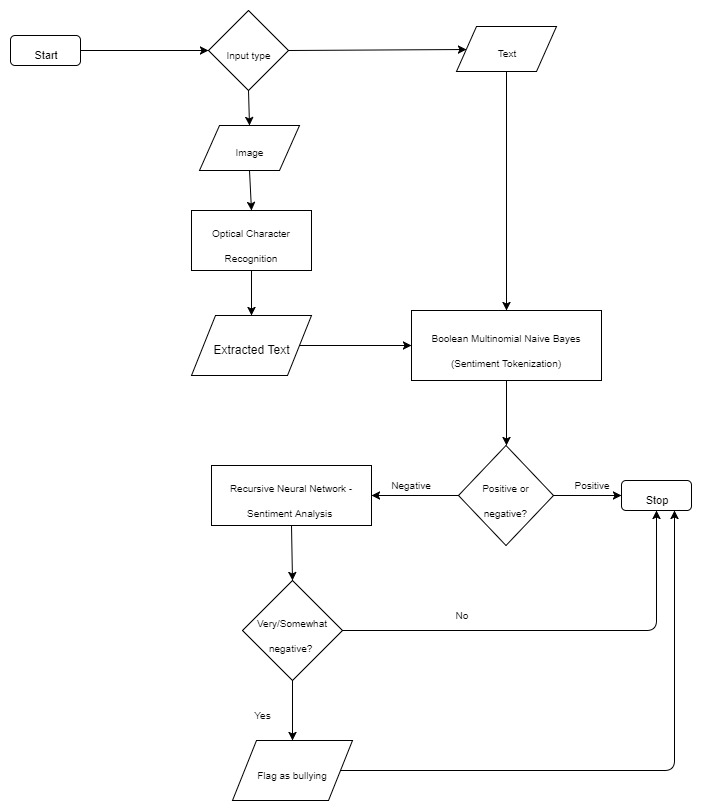 Start
Input type
Text
Image
Optical Character
Recognition
Extracted Text
Boolean Multinomial Naive Bayes
(Sentiment Tokenization)
Recursive Neural Network -
Sentiment Analysis
Negative
Positive or
negative?
Positive
Stop
Very/Somewhat
negative?
No
Yes
Flag as bullying